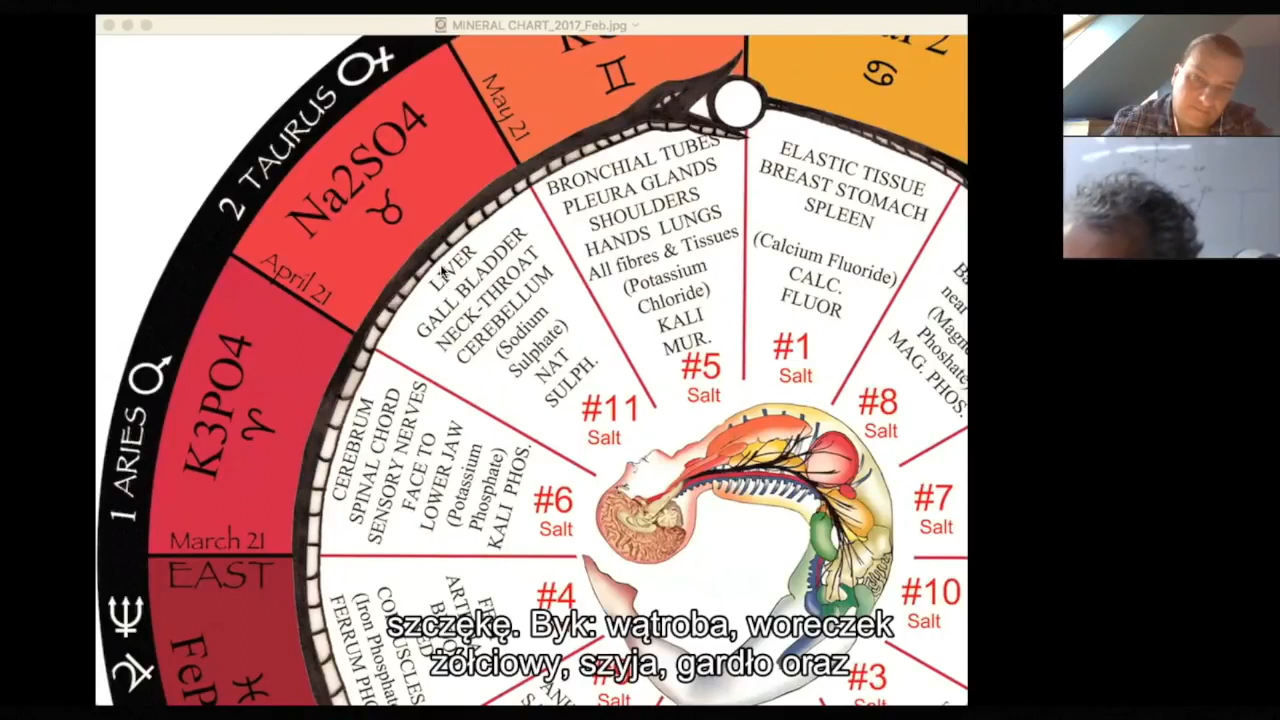 MINERAL CHART_2017_Feb.jpg
2 TAURUS
Na2SO4
♉
April 21
May 21
♊
♋
1 ARIES
K3PO4
♈
March 21
EAST
♓
BRONCHIAL TUBES
PLEURA GLANDS
SHOULDERS
HANDS LUNGS
All fibres & Tissues
(Potassium
Chloride)
KALI
MUR.
#5
Salt
ELASTIC TISSUE
BREAST STOMACH
SPLEEN
(Calcium Fluoride)
CALC.
FLUOR
#1
Salt
LIVER
GALL BLADDER
NECK-THROAT
CEREBELLUM
(Sodium
Sulphate)
NAT
SULPH.
#11
Salt
MAG. PHOS.
#8
Salt
CEREBRUM
SPINAL CHORD
SENSORY NERVES
FACE TO
LOWER JAW
(Potassium
Phosphate)
KALI PHOS.
#6
Salt
#7
Salt
#4
#10
Salt
(Iron Phosphate
#3
Salt
Salt
szczękę. Byk: wątroba, woreczek
żółciowy, szyja, gardło oraz